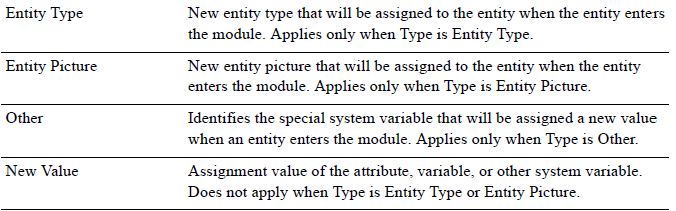 Entity Type New entity type that will be assigned to the entity when the entity enters
the module. Applies only when Type is Entity Type.
Entity Picture New entity picture that will be assigned to the entity when the entity
enters the module. Applies only when Type is Entity Picture.
Other Identifies the special system variable that will be assigned a new value
when an entity enters the module. Applies only when Type is Other.
New Value Assignment value of the attribute, variable, or other system variable.
Does not apply when Type is Entity Type or Entity Picture.